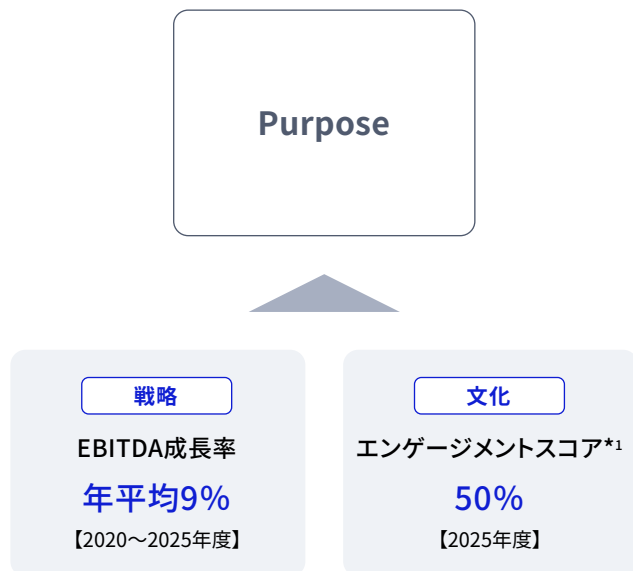 Purpose
戦略
EBITDA成長率
年平均9%
【2020～2025年度】
文化
エンゲージメントスコア*1
50%
【2025年度】